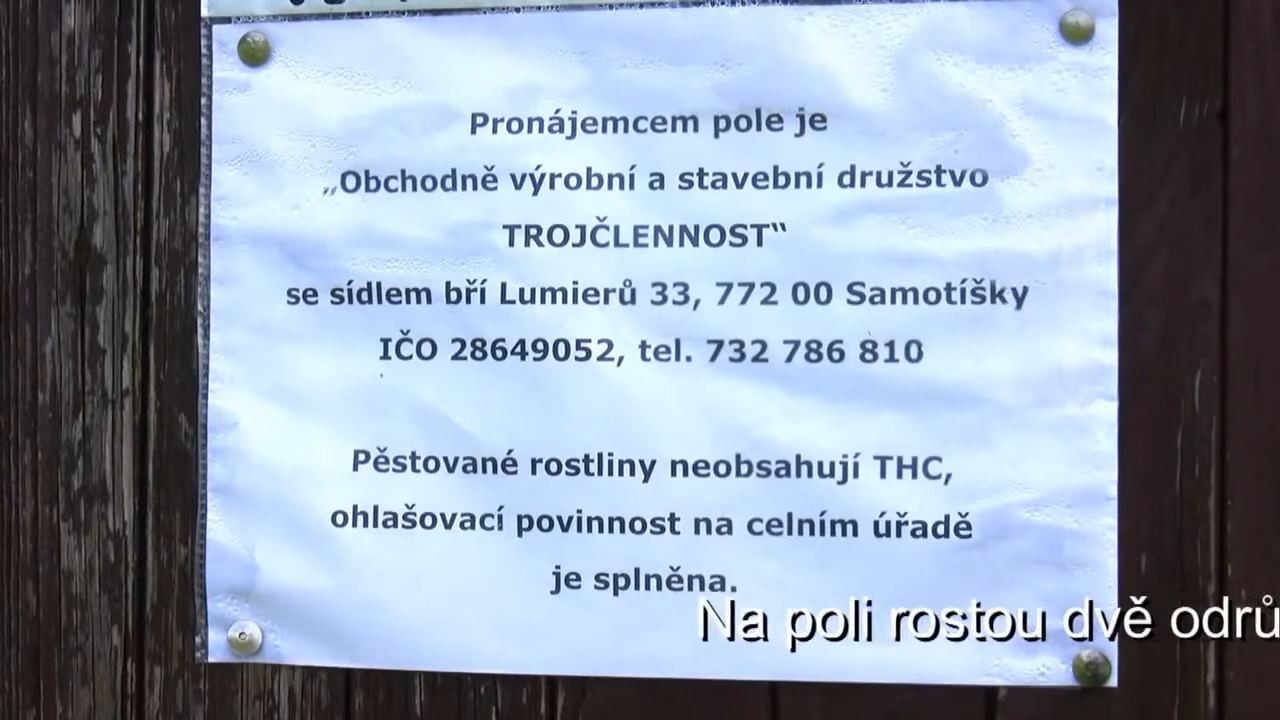 Pronájemcem pole je
„Obchodně výrobní a stavební družstvo
TROJČLENNOST“
se sídlem bří Lumierů 33, 772 00 Samotíšky
IČO 28649052, tel. 732 786 810
Pěstované rostliny neobsahují THC,
ohlašovací povinnost na celním úřadě
je splněna.
Na poli rostou dvě